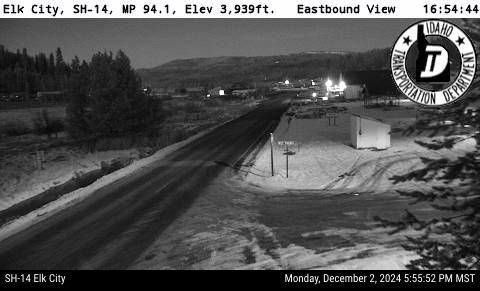 Elk City, SH-14, MP 94.1, Elev 3,939ft. Eastbound View 16:54:44
IDAHO
TRANSPORTATION DEPARTMENT
SH-14 Elk City Monday, December 2, 2024 5:55:52 PM MST